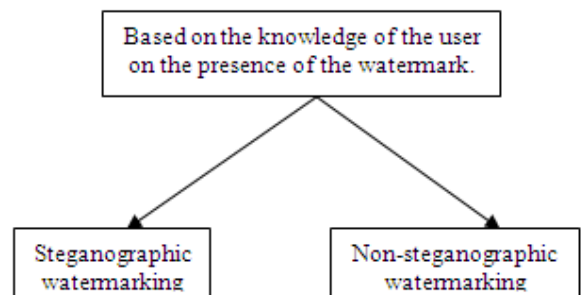 Based on the knowledge of the user
on the presence of the watermark.
Steganographic
watermarking
Non-steganographic
watermarking